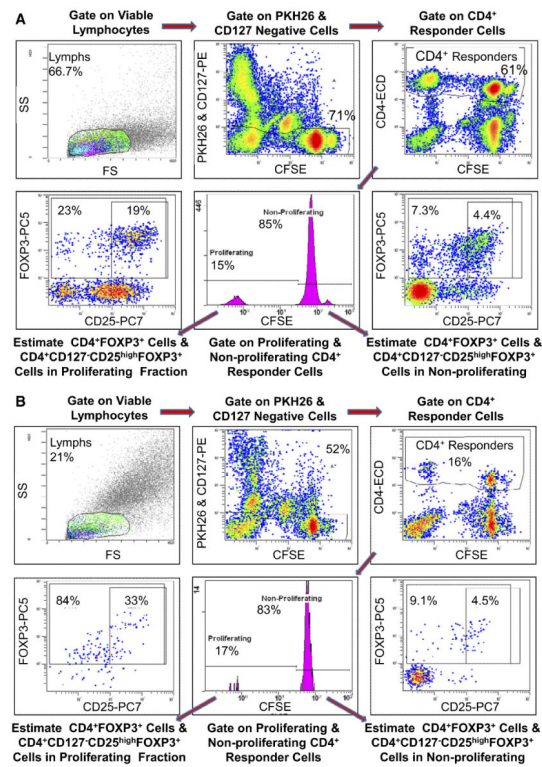 A
Gate on Viable Lymphocytes
Gate on PKH26 & CD127 Negative Cells
Gate on CD4+ Responder Cells
Lymphs
66.7%
SS
FS
PKH26 & CD127-PE
71%
CFSE
CD4+ Responders
61%
CD4-ECD
CFSE
23%
19%
FOXP3-PC5
CD25-PC7
446
Non-Proliferating
85%
Proliferating
15%
CFSE
7.3%
4.4%
FOXP3-PC5
CD25-PC7
Estimate CD4+FOXP3+ Cells &
CD4+CD127-CD25highFOXP3+
Cells in Proliferating Fraction
Gate on Proliferating &
Non-proliferating CD4+
Responder Cells
Estimate CD4+FOXP3+ Cells &
CD4+CD127-CD25highFOXP3+
Cells in Non-proliferating
B
Gate on Viable Lymphocytes
Gate on PKH26 & CD127 Negative Cells
Gate on CD4+ Responder Cells
Lymphs
21%
SS
FS
PKH26 & CD127-PE
52%
CFSE
CD4+ Responders
16%
CD4-ECD
CFSE
84%
33%
FOXP3-PC5
CD25-PC7
14
Non-Proliferating
83%
Proliferating
17%
CFSE
9.1%
4.5%
FOXP3-PC5
CD25-PC7
Estimate CD4+FOXP3+ Cells &
CD4+CD127-CD25highFOXP3+
Cells in Proliferating Fraction
Gate on Proliferating &
Non-proliferating CD4+
Responder Cells
Estimate CD4+FOXP3+ Cells &
CD4+CD127-CD25highFOXP3+
Cells in Non-proliferating